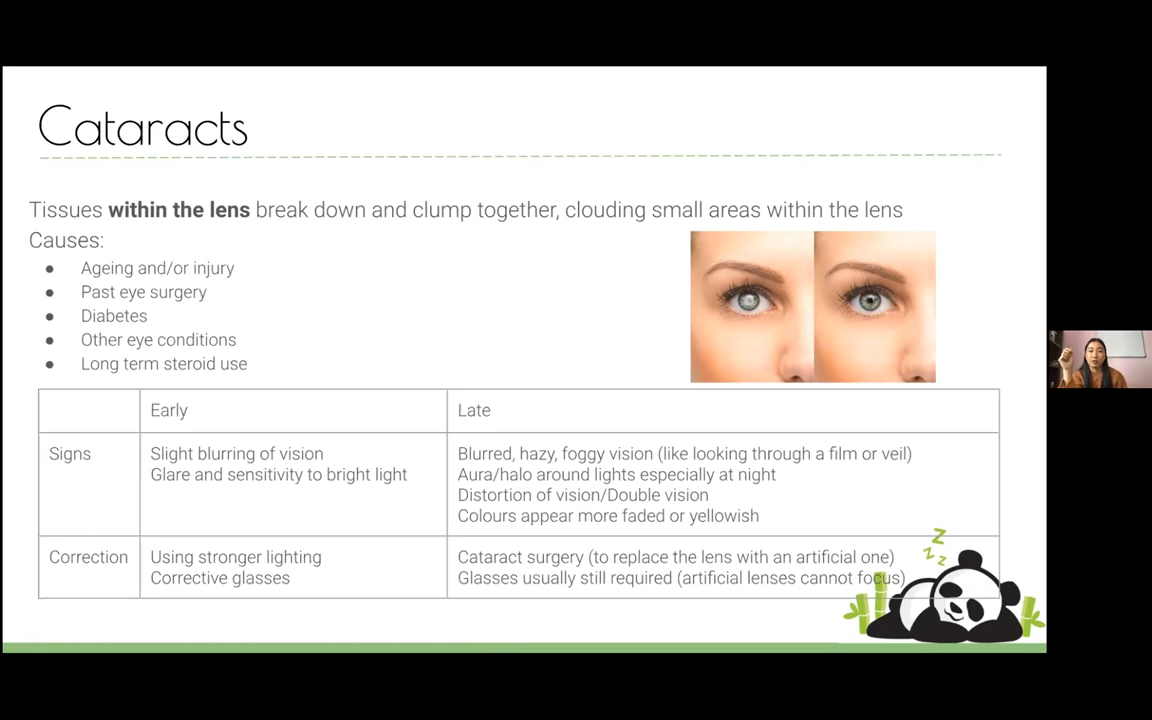 Cataracts
Tissues within the lens break down and clump together, clouding small areas within the lens
Causes:
● Ageing and/or injury
● Past eye surgery
● Diabetes
● Other eye conditions
● Long term steroid use
Early Late
Signs
Slight blurring of vision
Glare and sensitivity to bright light
Blurred, hazy, foggy vision (like looking through a film or veil)
Aura/halo around lights especially at night
Distortion of vision/Double vision
Colours appear more faded or yellowish
Correction
Using stronger lighting
Corrective glasses
Cataract surgery (to replace the lens with an artificial one)
Glasses usually still required (artificial lenses cannot focus)
z
z z